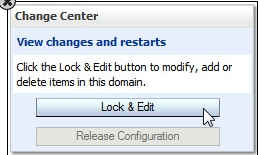 Change Center
View changes and restarts
Click the Lock & Edit button to modify, add or
delete items in this domain.
Lock & Edit
Release Configuration